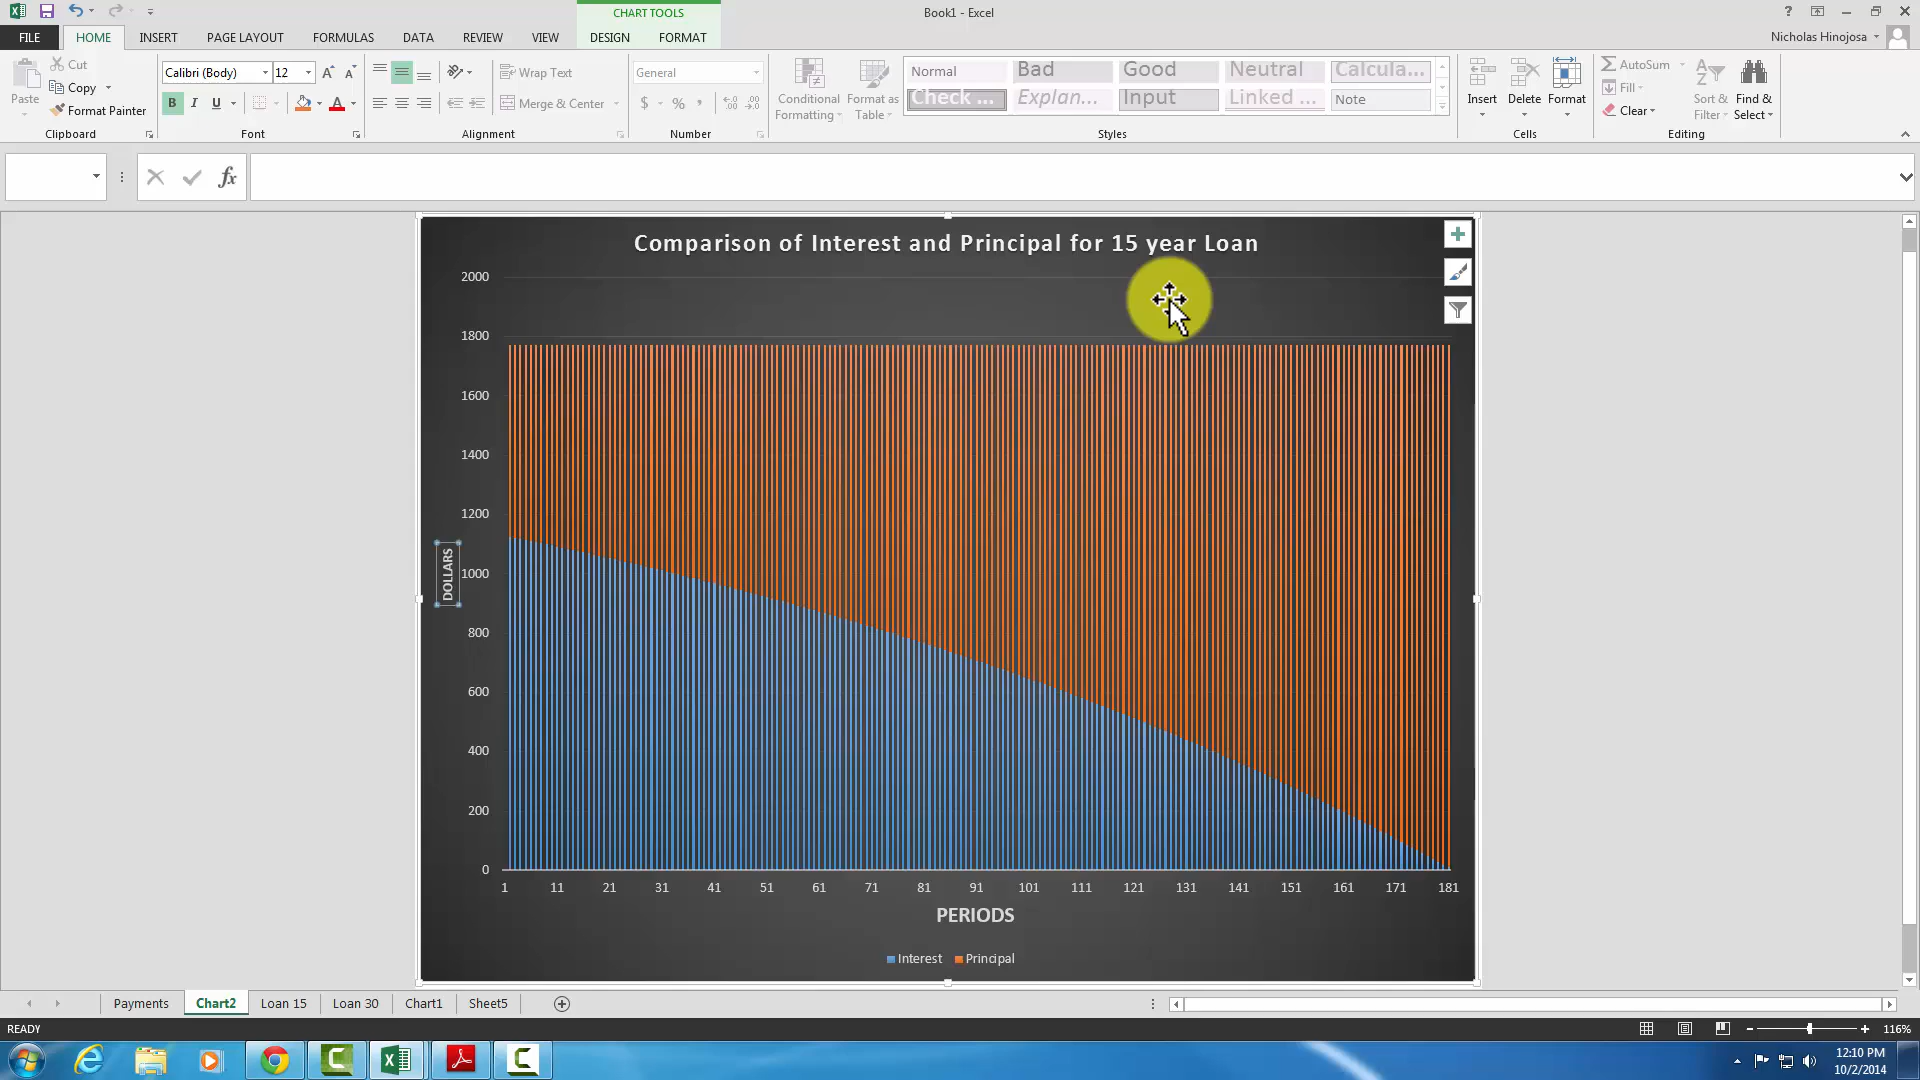 CHART TOOLS
Book1 - Excel
?
FILE HOME INSERT PAGE LAYOUT FORMULAS DATA REVIEW VIEW DESIGN FORMAT
Nicholas Hinojosa
Paste
Cut
Copy
Format Painter
Clipboard
Calibri (Body) 12
B I U
Font
Wrap Text
Merge & Center
Alignment
General
$ % ,
Number
Conditional Formatting
Format as Table
Normal Bad Good Neutral Calcula...
Check ... Explan... Input Linked ... Note
Styles
Insert Delete Format
Cells
AutoSum
Fill
Clear
Sort & Filter
Find & Select
Editing
fx
Comparison of Interest and Principal for 15 year Loan
2000
1800
1600
1400
1200
1000
800
600
400
200
0
DOLLARS
1 11 21 31 41 51 61 71 81 91 101 111 121 131 141 151 161 171 181
PERIODS
Interest Principal
Payments Chart2 Loan 15 Loan 30 Chart1 Sheet5
READY
116%
12:10 PM
10/2/2014